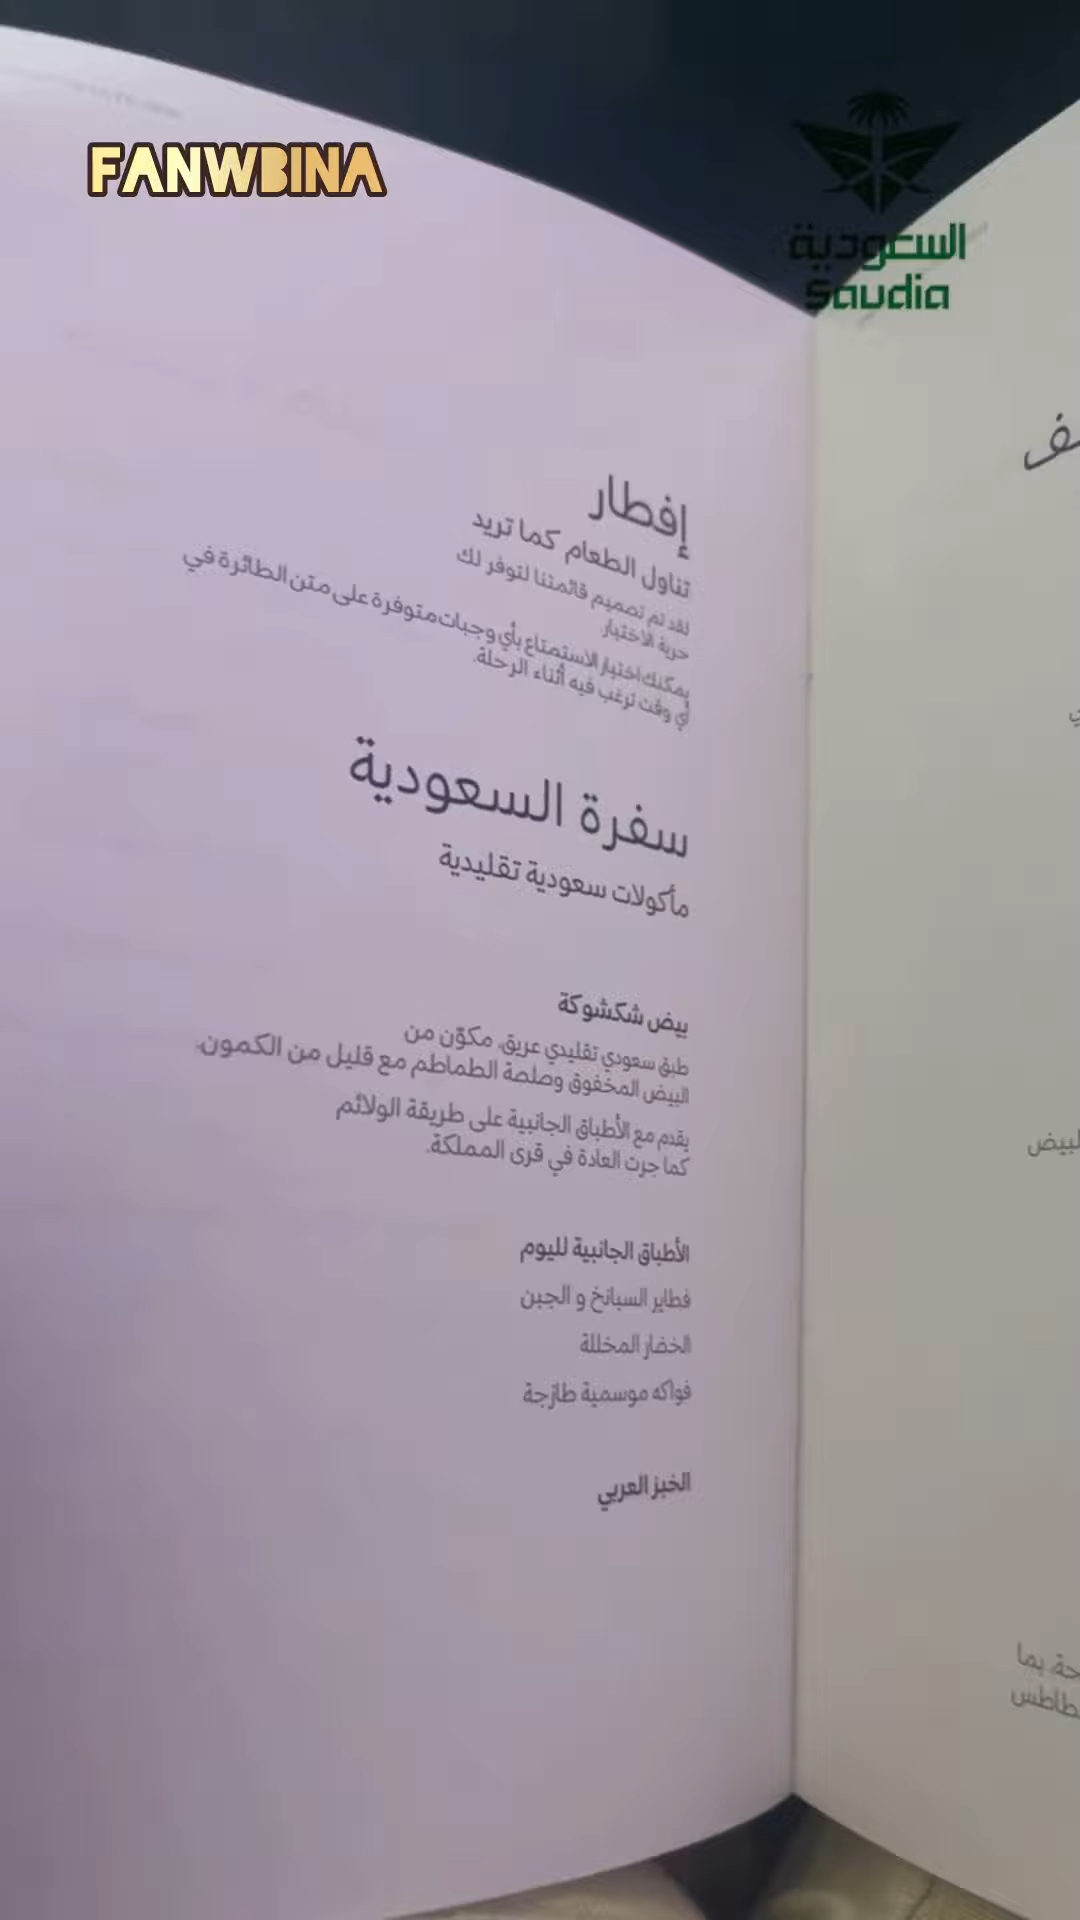 FANWBINA
السعودية
Saudia
إفطار
تناول الطعام كما تريد
لقد تم تصميم قائمتنا لتوفر لك
حرية الاختيار
يمكنك اختيار الاستمتاع بأي وجبات متوفرة على متن الطائرة في
أي وقت ترغب فيه أثناء الرحلة.
سفرة السعودية
مأكولات سعودية تقليدية
بيض شكشوكة
طبق سعودي تقليدي عريق، مكوّن من
البيض المخفوق وصلصة الطماطم مع قليل من الكمون.
يقدم مع الأطباق الجانبية على طريقة الولائم
كما جرت العادة في قرى المملكة.
الأطباق الجانبية لليوم
فطاير السبانخ و الجبن
الخضار المخللة
فواكه موسمية طازجة
الخبز العربي